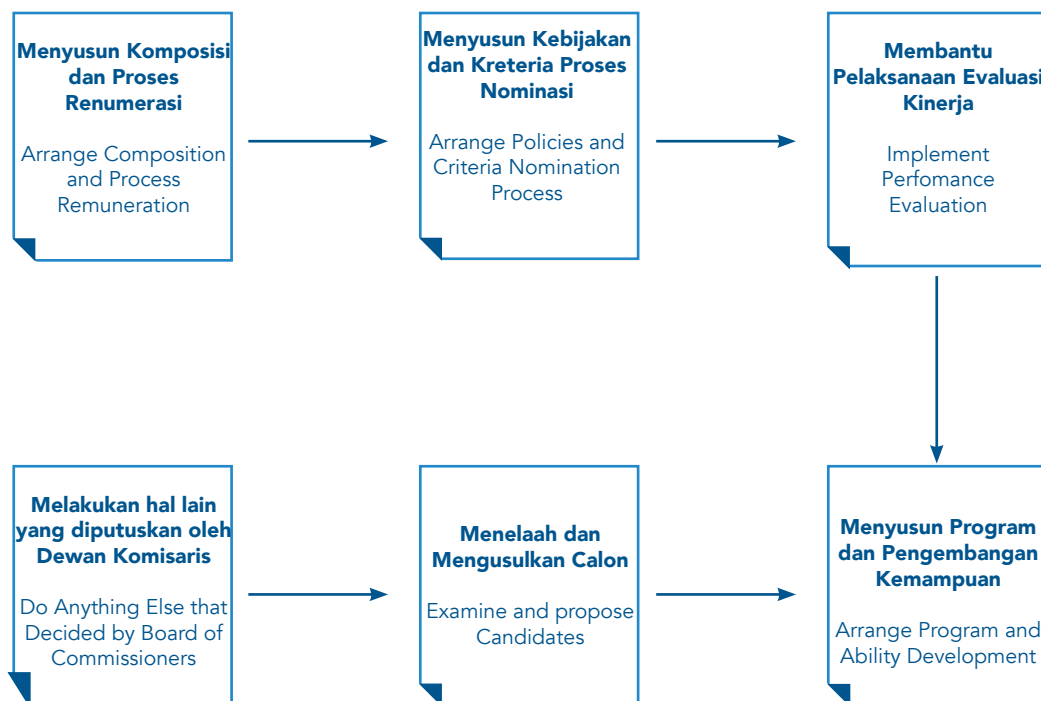 Menyusun Komposisi
dan Proses
Renumerasi
Arrange Composition
and Process
Remuneration
Menyusun Kebijakan
dan Kreteria Proses
Nominasi
Arrange Policies and
Criteria Nomination
Process
Membantu
Pelaksanaan Evaluasi
Kinerja
Implement
Perfomance
Evaluation
Melakukan hal lain
yang diputuskan oleh
Dewan Komisaris
Do Anything Else that
Decided by Board of
Commissioners
Menelaah dan
Mengusulkan Calon
Examine and propose
Candidates
Menyusun Program
dan Pengembangan
Kemampuan
Arrange Program and
Ability Development